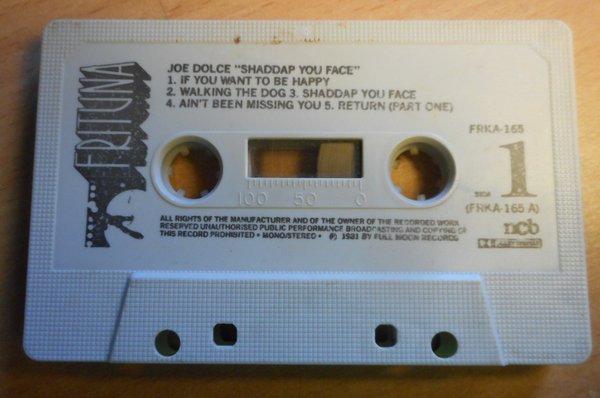 FRITUNA
JOE DOLCE "SHADDAP YOU FACE"
1. IF YOU WANT TO BE HAPPY
2. WALKING THE DOG 3. SHADDAP YOU FACE
4. AIN'T BEEN MISSING YOU 5. RETURN (PART ONE)
FRKA-165
SIDE 1
(FRKA-165 A)
ncb
100 50 0
ALL RIGHTS OF THE MANUFACTURER AND OF THE OWNER OF THE RECORDED WORK
RESERVED UNAUTHORISED PUBLIC PERFORMANCE BROADCASTING AND COPYING OF
THIS RECORD PROHIBITED • MONO/STEREO • ℗ 1981 BY FULL MOON RECORDS